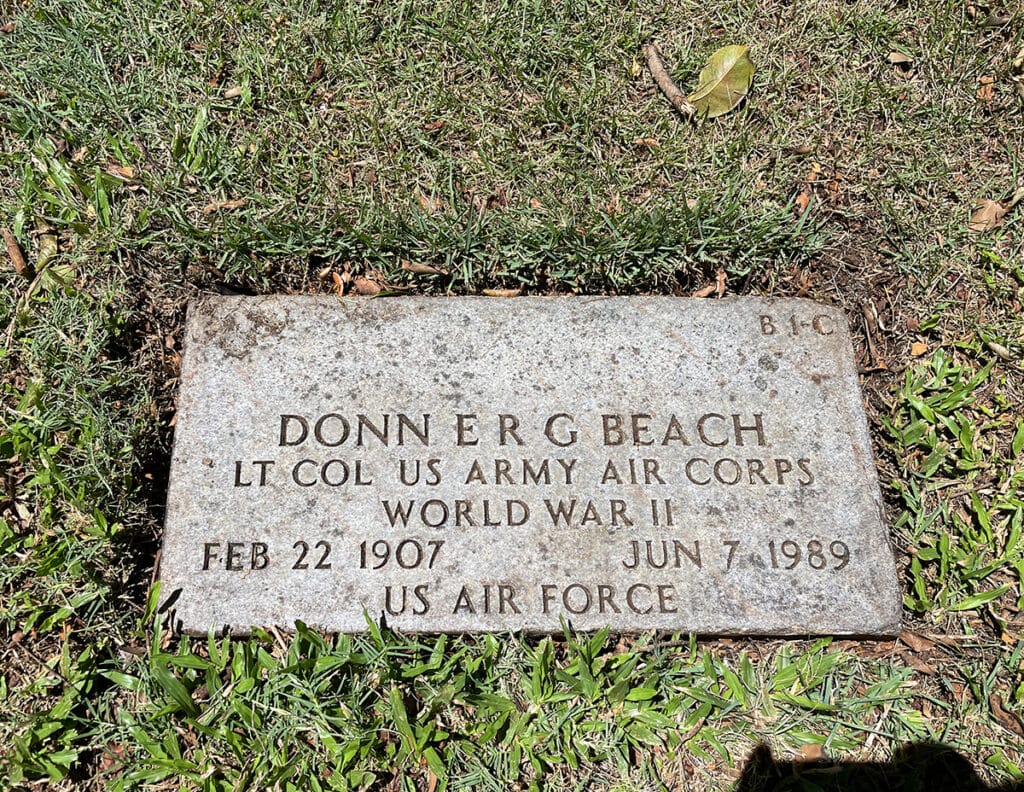 B 1-C
DONN E R G BEACH
LT COL US ARMY AIR CORPS
WORLD WAR II
FEB 22 1907 JUN 7 1989
US AIR FORCE